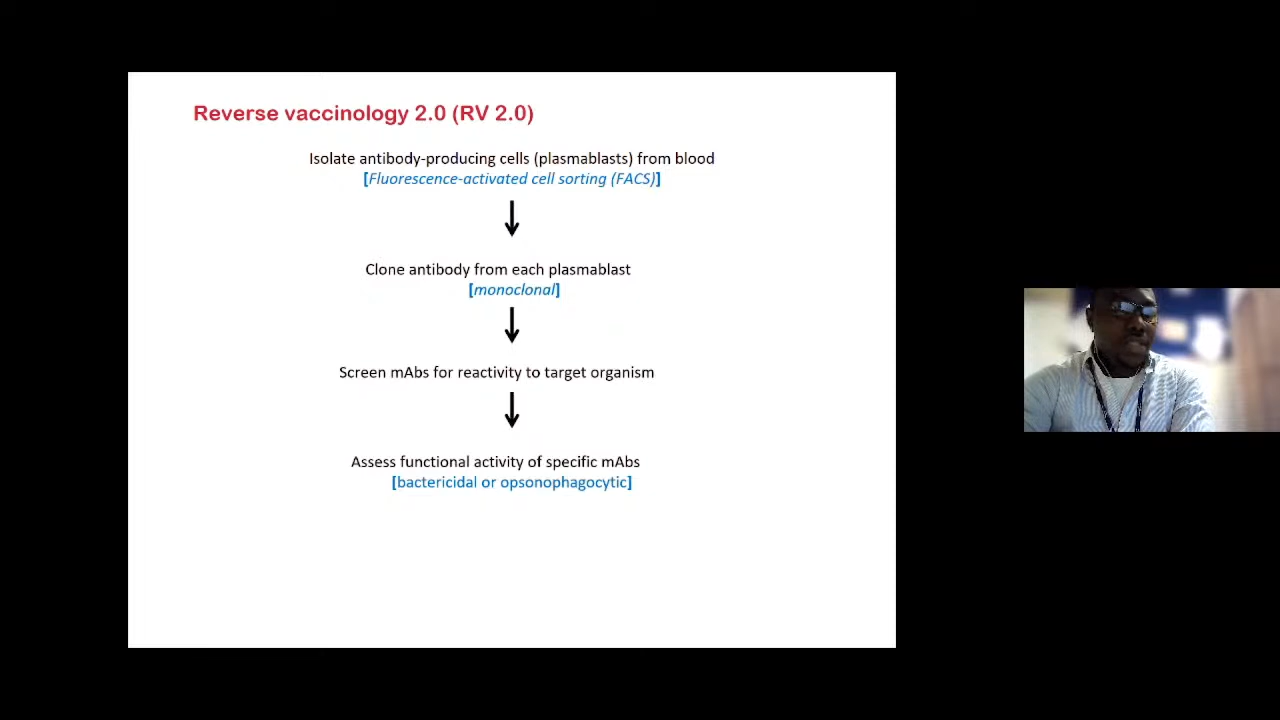 Reverse vaccinology 2.0 (RV 2.0)
Isolate antibody-producing cells (plasmablasts) from blood
[Fluorescence-activated cell sorting (FACS)]
Clone antibody from each plasmablast
[monoclonal]
Screen mAbs for reactivity to target organism
Assess functional activity of specific mAbs
[bactericidal or opsonophagocytic]